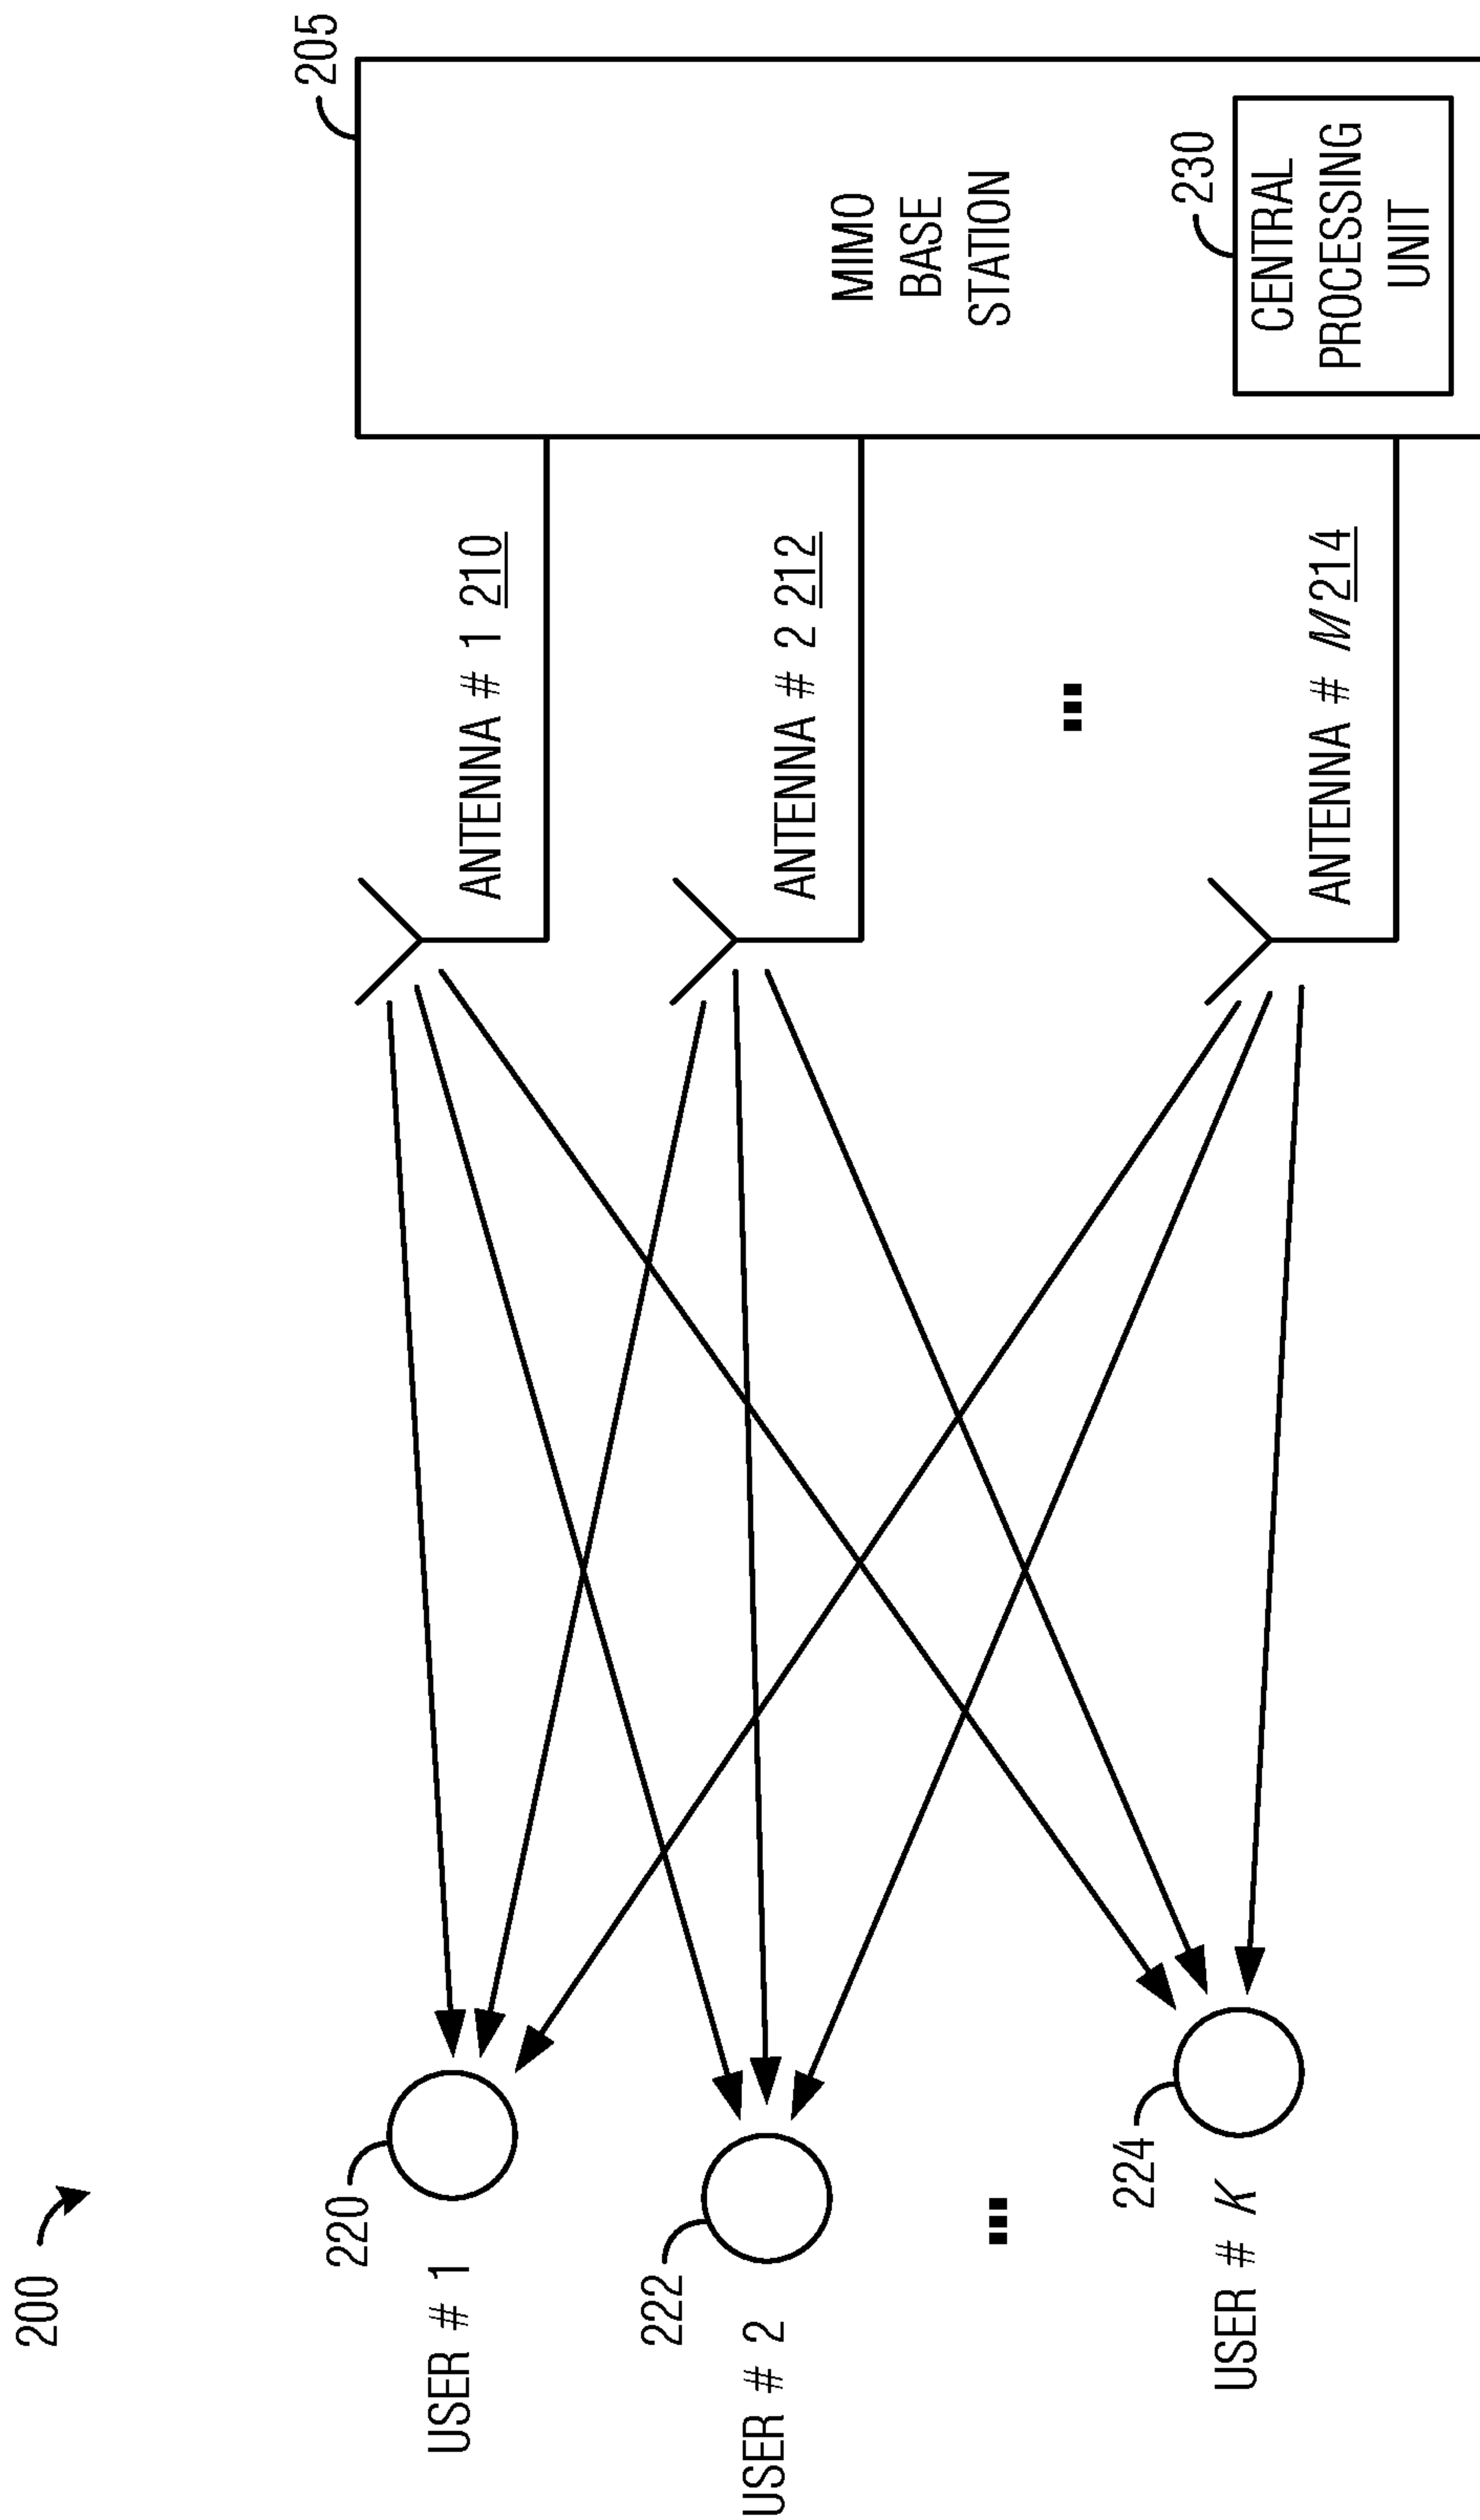 200
205
220
USER # 1
ANTENNA # 1 210
222
USER # 2
ANTENNA # 2 212
MIMO
BASE
STATION
224
USER # K
ANTENNA # M 214
230
CENTRAL
PROCESSING
UNIT